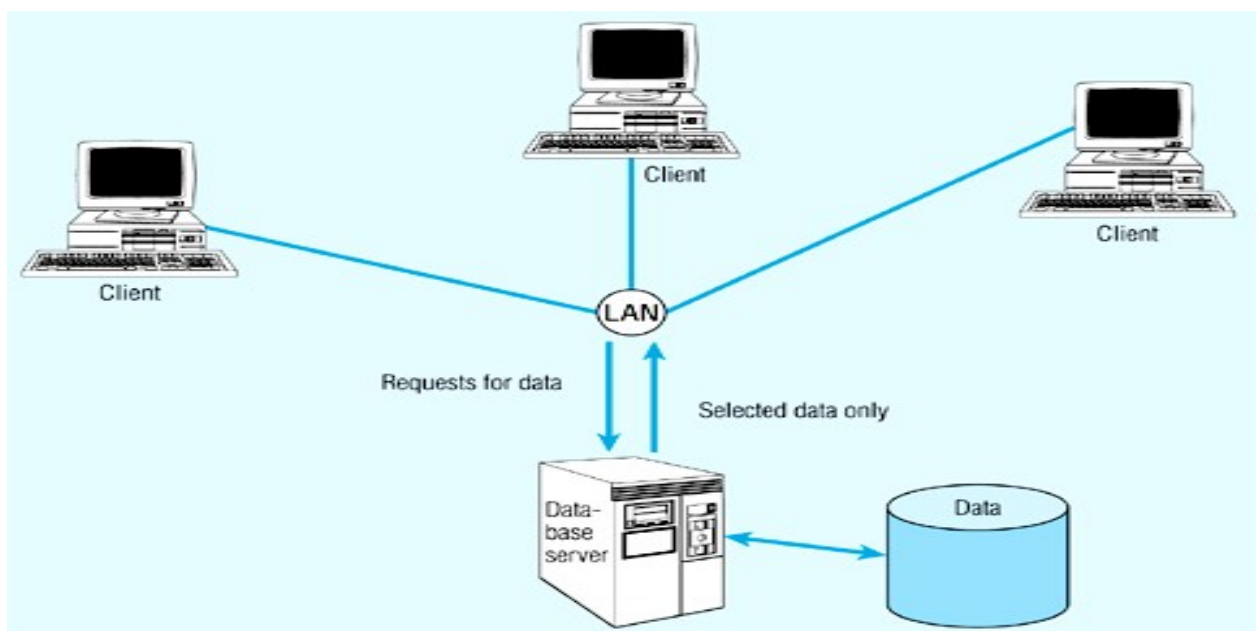 Client
Client
Client
LAN
Requests for data
Selected data only
Data-
base
server
Data